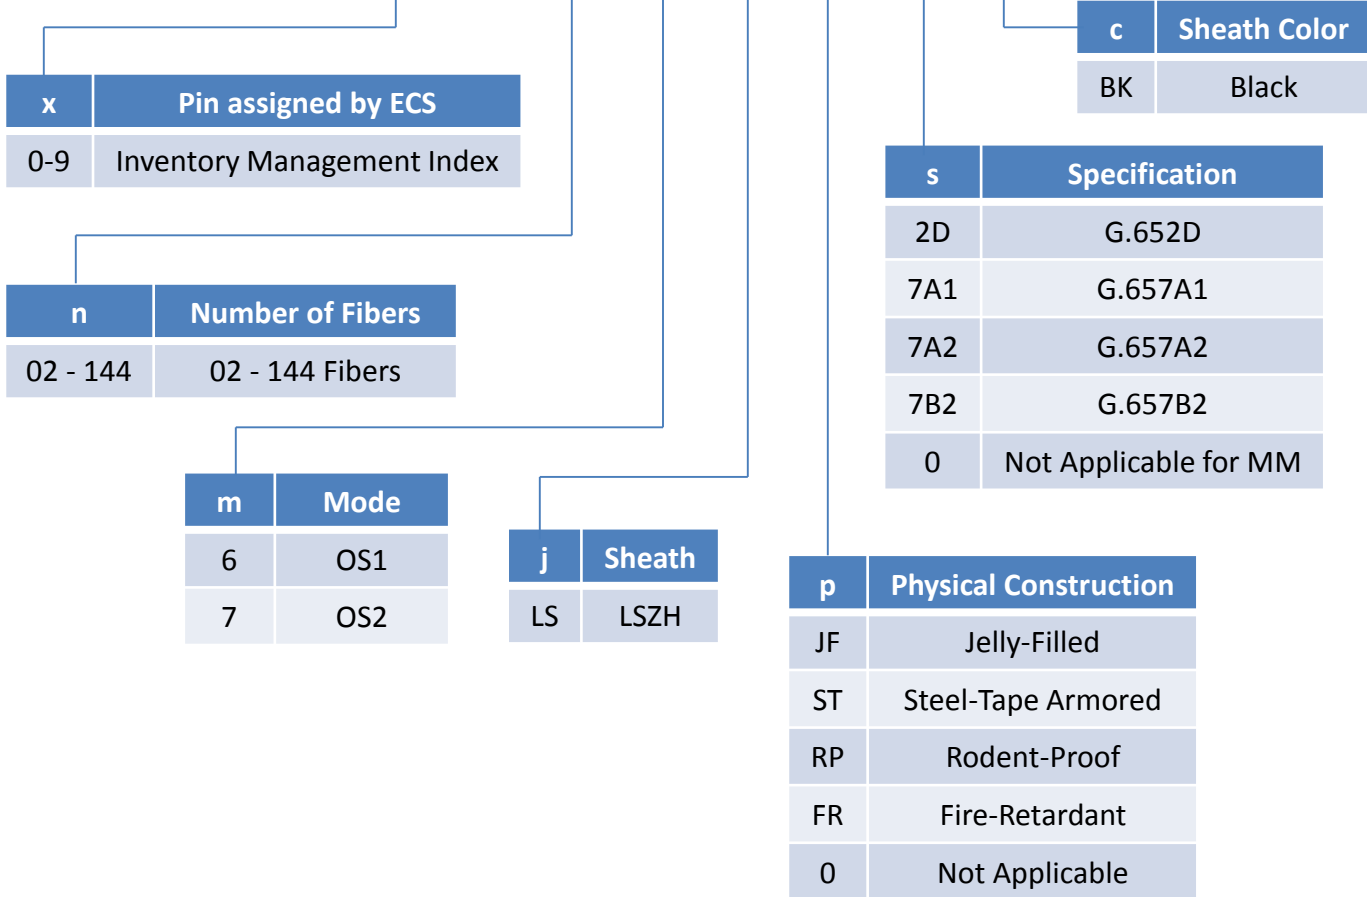 c Sheath Color
BK Black
x Pin assigned by ECS
0-9 Inventory Management Index
s Specification
2D G.652D
7A1 G.657A1
7A2 G.657A2
7B2 G.657B2
0 Not Applicable for MM
n Number of Fibers
02 - 144 02 - 144 Fibers
m Mode
6 OS1
7 OS2
j Sheath
LS LSZH
p Physical Construction
JF Jelly-Filled
ST Steel-Tape Armored
RP Rodent-Proof
FR Fire-Retardant
0 Not Applicable